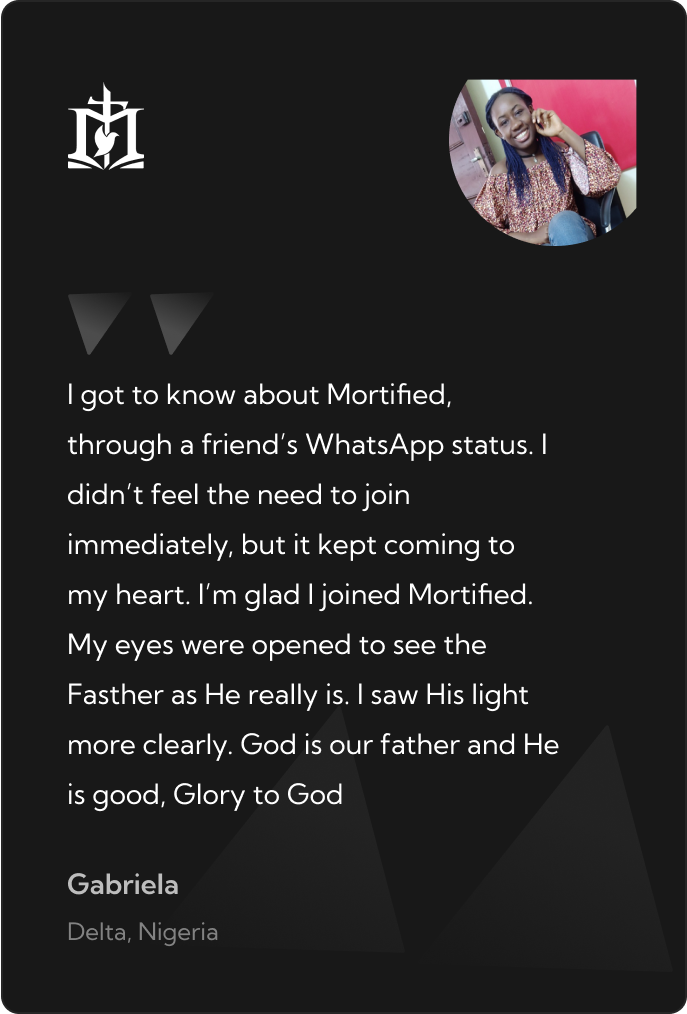 I got to know about Mortified,
through a friend’s WhatsApp status. I
didn’t feel the need to join
immediately, but it kept coming to
my heart. I’m glad I joined Mortified.
My eyes were opened to see the
Fasther as He really is. I saw His light
more clearly. God is our father and He
is good, Glory to God
Gabriela
Delta, Nigeria